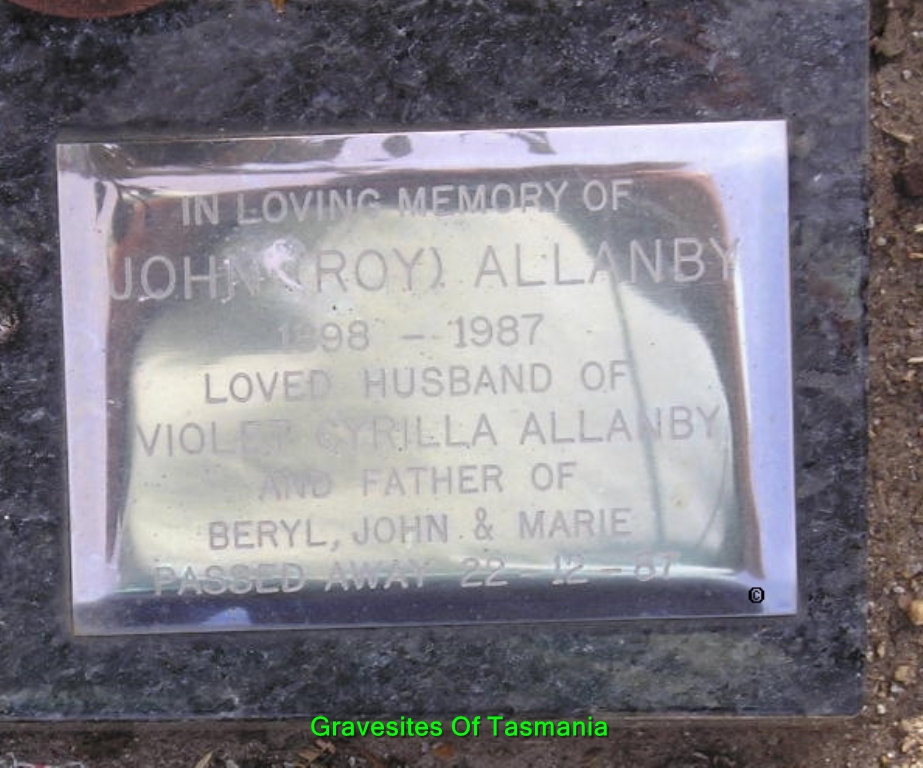 IN LOVING MEMORY OF
JOHN (ROY) ALLANBY
1898 - 1987
LOVED HUSBAND OF
VIOLET CYRILLA ALLANBY
AND FATHER OF
BERYL, JOHN & MARIE
PASSED AWAY 22 - 12 - 87
©
Gravesites Of Tasmania